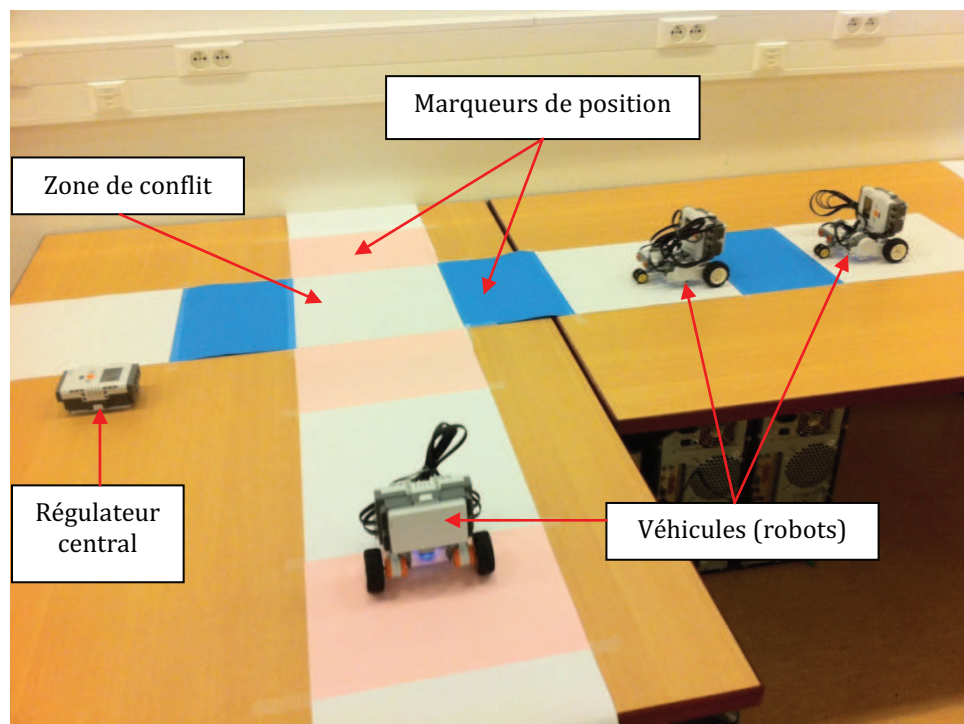 Marqueurs de position
Zone de conflit
Régulateur
central
Véhicules (robots)